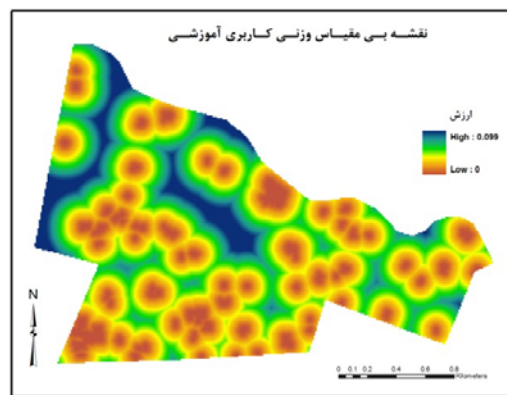 نقشه بی مقیاس وزنی کاربری آموزشی
ارزش
High : 0.099
Low : 0
N
0 0.1 0.2 0.4 0.6 0.8
Kilometers